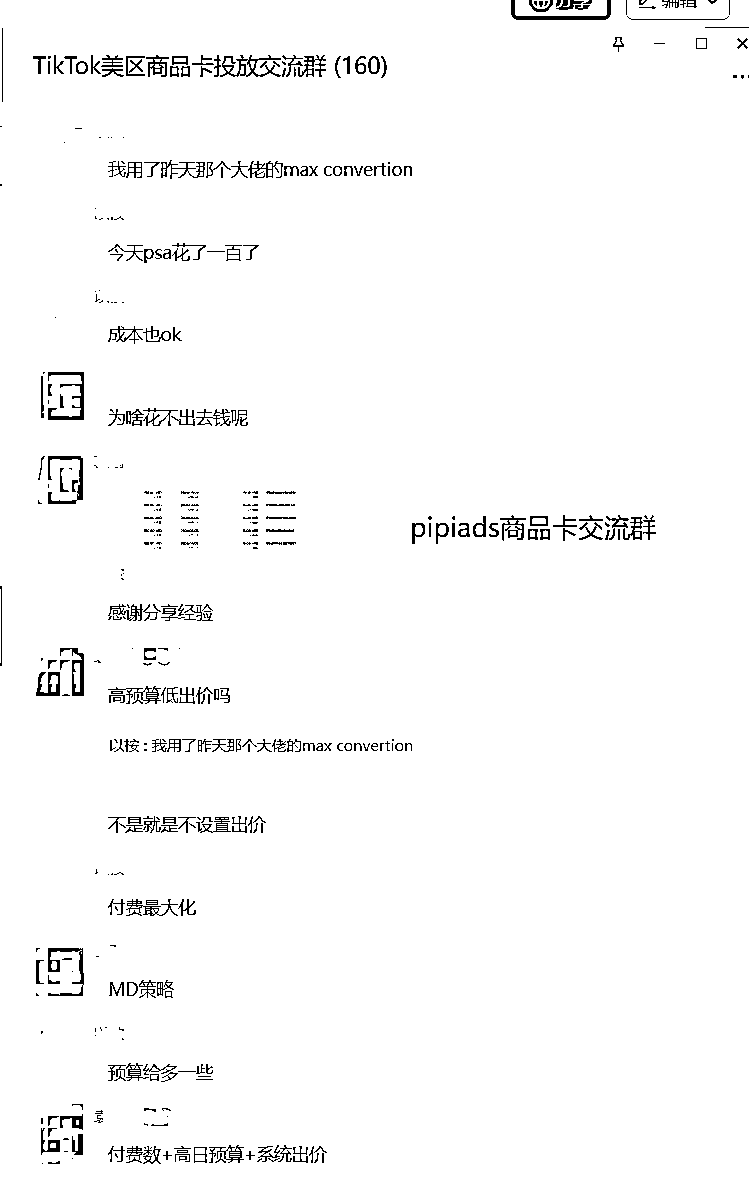 编辑
TikTok美区商品卡投放交流群 (160)
我用了昨天那个大佬的max convertion
今天psa花了一百了
成本也ok
为啥花不出去钱呢
pipiads商品卡交流群
感谢分享经验
高预算低出价吗
以桉：我用了昨天那个大佬的max convertion
不是就是不设置出价
付费最大化
MD策略
预算给多一些
付费数+高日预算+系统出价